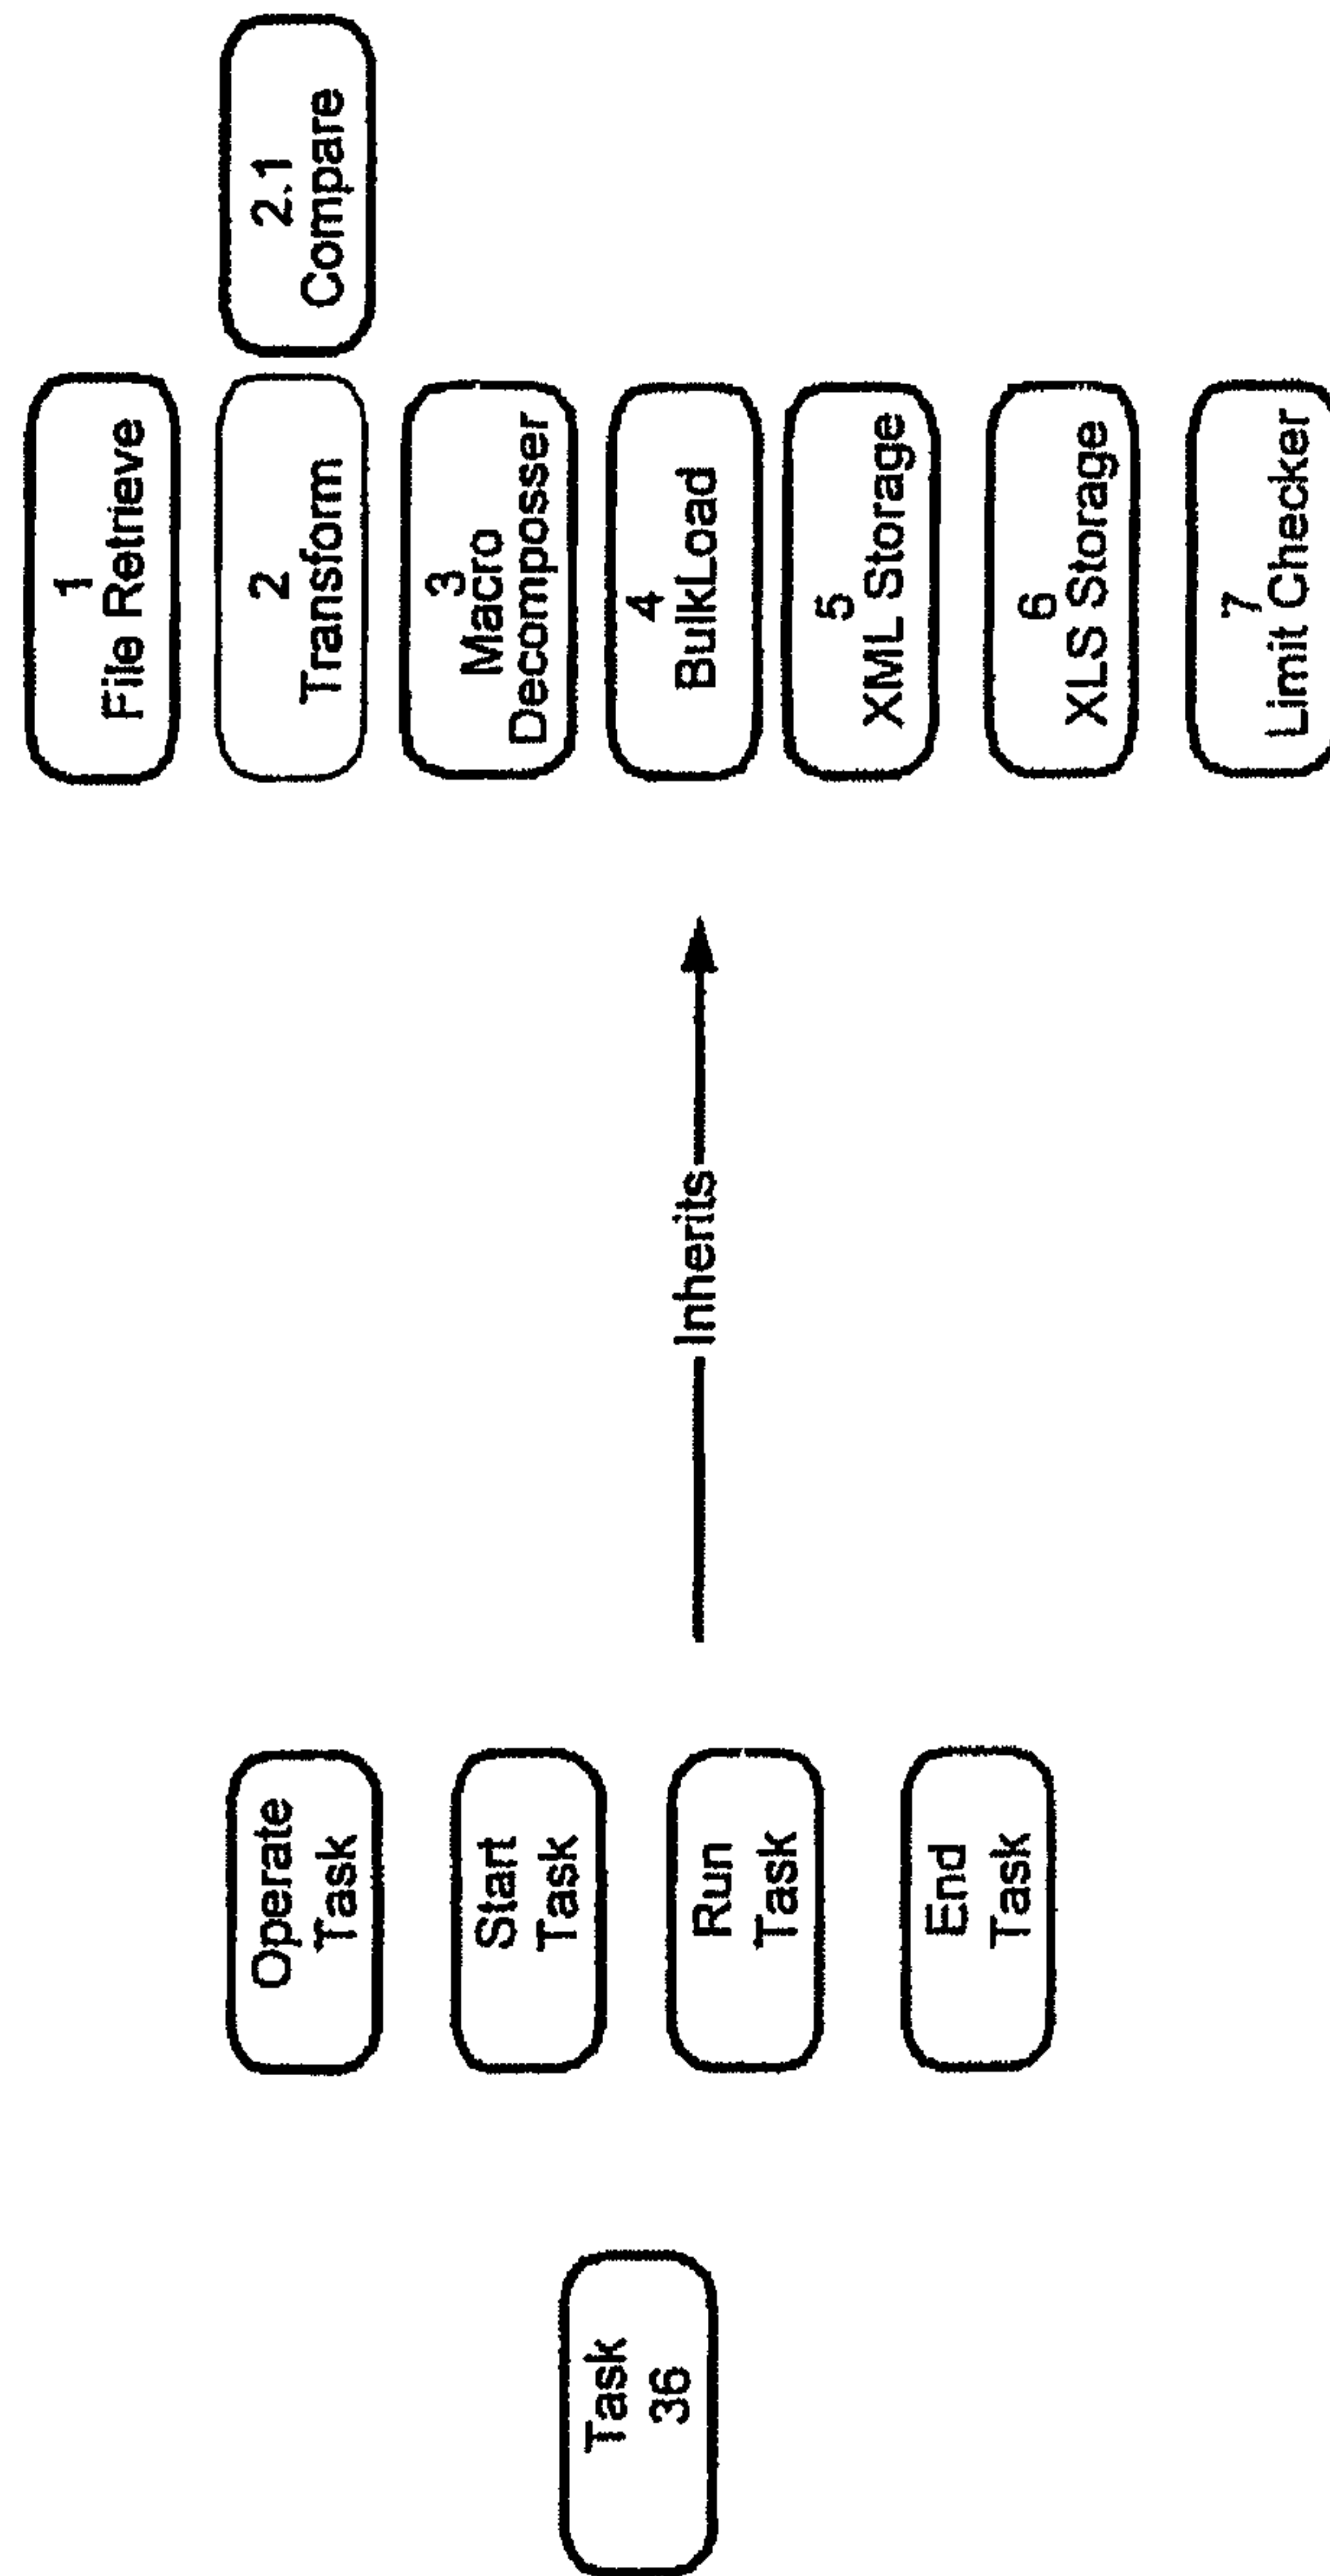 Task
36
Operate
Task
Start
Task
Run
Task
End
Task
Inherits
1
File Retrieve
2
Transform
2.1
Compare
3
Macro
Decomposser
4
BulkLoad
5
XML Storage
6
XLS Storage
7
Limit Checker